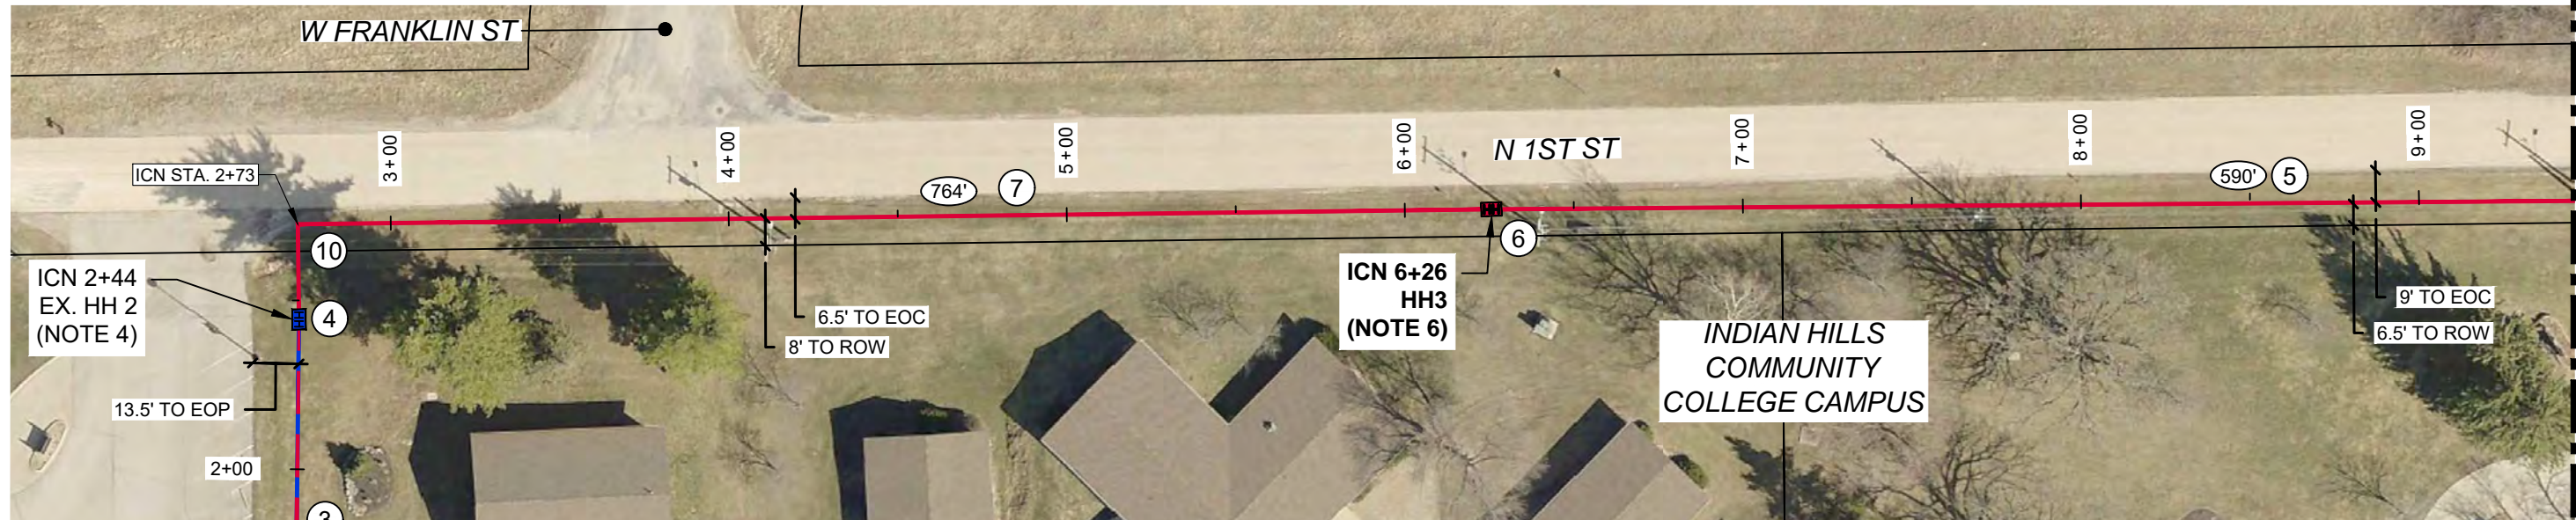 W FRANKLIN ST
ICN STA. 2+73
3+00
4+00
5+00
6+00
7+00
8+00
9+00
N 1ST ST
764'
7
590'
5
10
6
ICN 2+44
EX. HH 2
(NOTE 4)
4
ICN 6+26
HH3
(NOTE 6)
6.5' TO EOC
8' TO ROW
9' TO EOC
6.5' TO ROW
INDIAN HILLS
COMMUNITY
COLLEGE CAMPUS
13.5' TO EOP
2+00
3